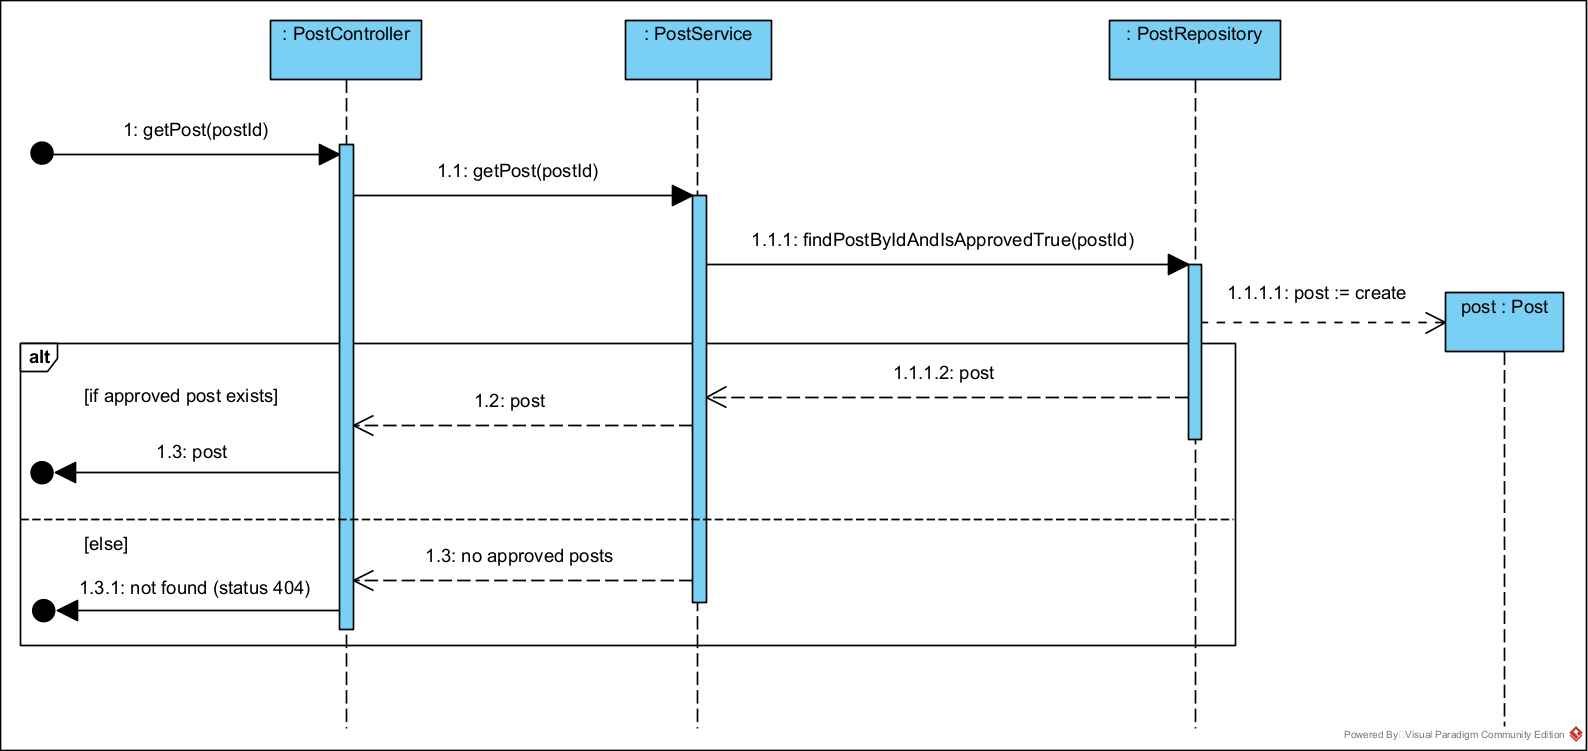 : PostController
: PostService
: PostRepository
1: getPost(postId)
1.1: getPost(postId)
1.1.1: findPostByIdAndIsApprovedTrue(postId)
1.1.1.1: post := create
post : Post
alt
[if approved post exists]
1.1.1.2: post
1.2: post
1.3: post
[else]
1.3: no approved posts
1.3.1: not found (status 404)
Powered By Visual Paradigm Community Edition